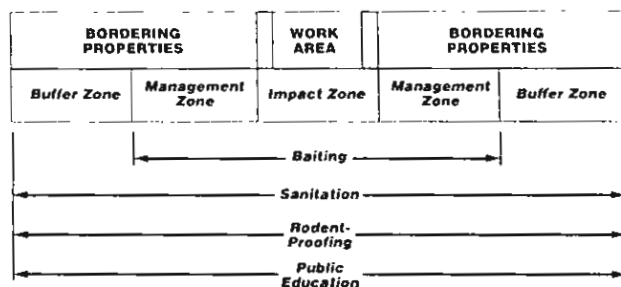 BORDERING PROPERTIES
WORK AREA
BORDERING PROPERTIES
Buffer Zone
Management Zone
Impact Zone
Management Zone
Buffer Zone
Baiting
Sanitation
Rodent-
Proofing
Public
Education